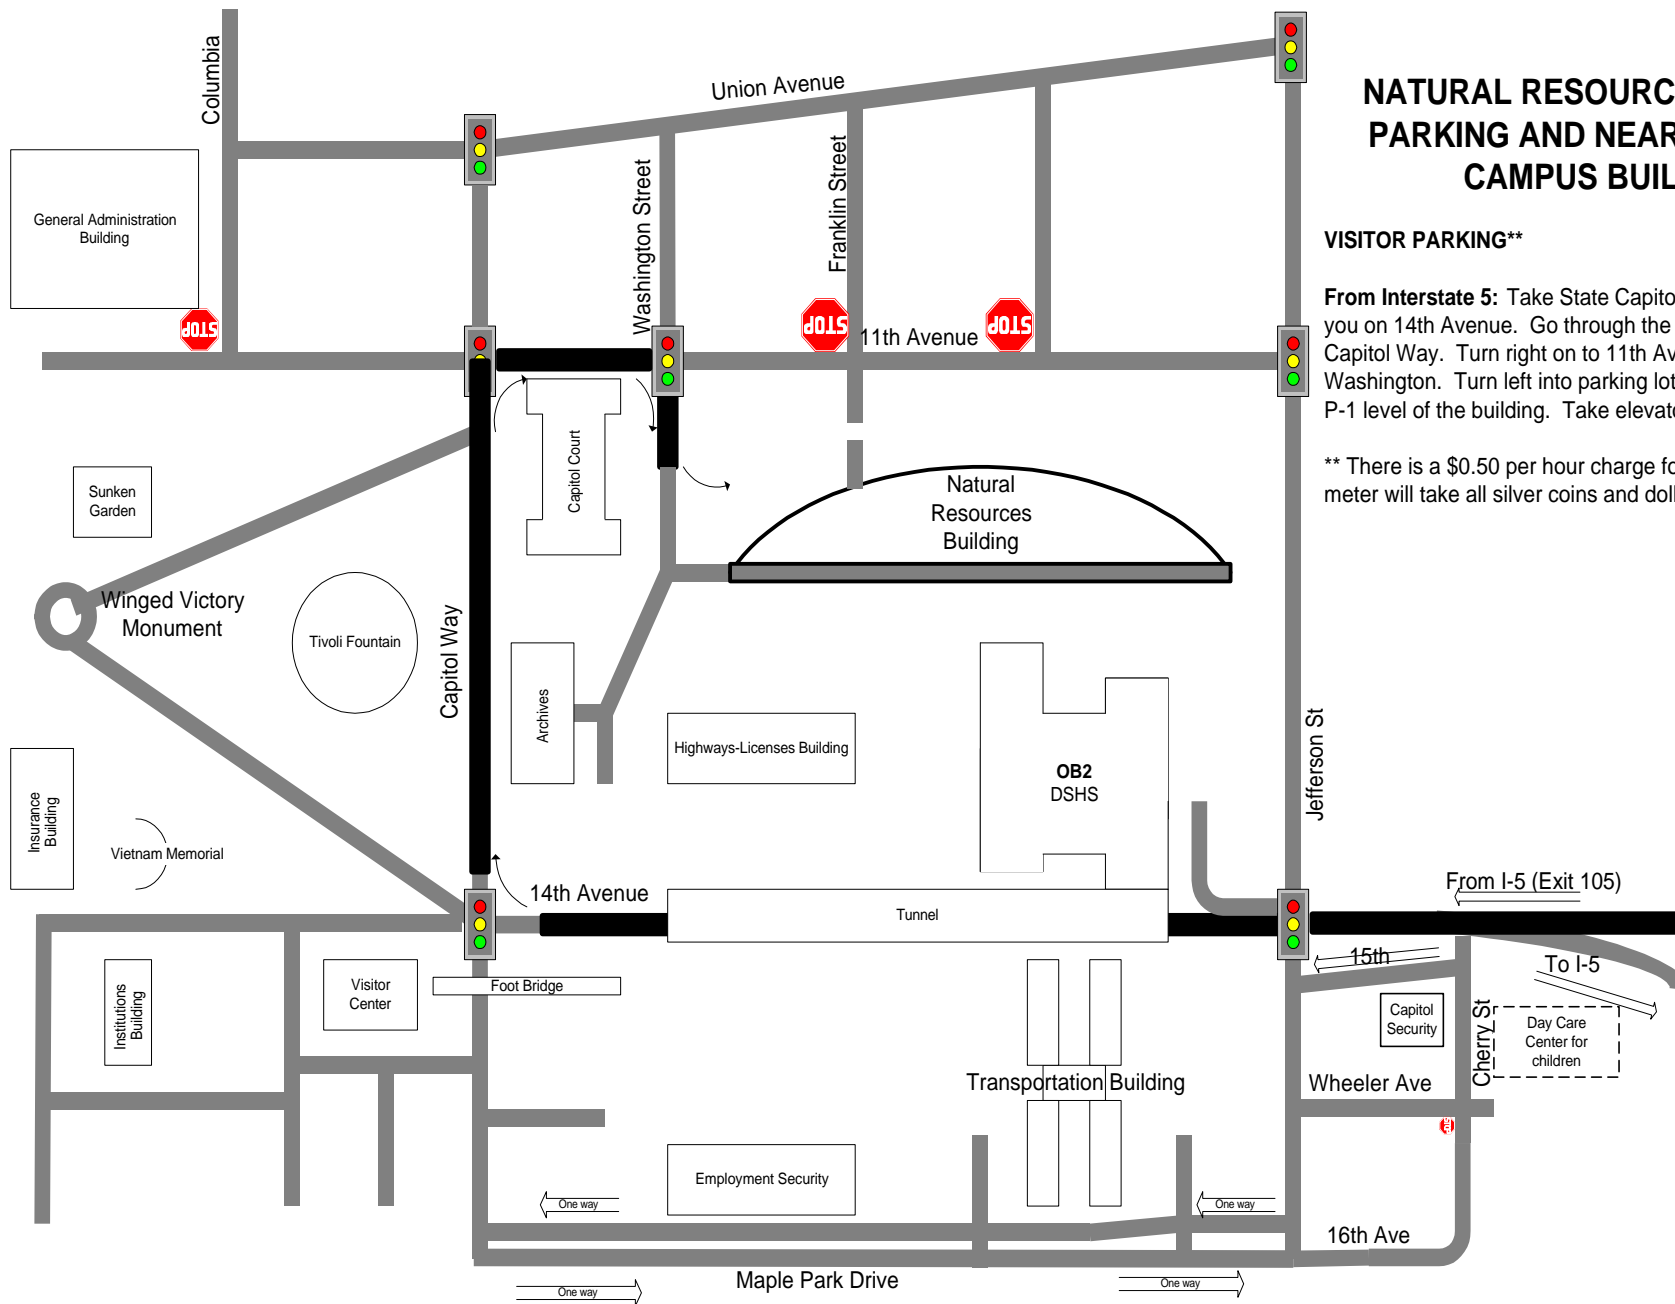 Columbia
Union Avenue
NATURAL RESOURC
PARKING AND NEAR
CAMPUS BUIL
General Administration
Building
Washington Street
Franklin Street
VISITOR PARKING**
From Interstate 5: Take State Capito
you on 14th Avenue. Go through the
Capitol Way. Turn right on to 11th Av
Washington. Turn left into parking lot
P-1 level of the building. Take elevat
STOP
STOP
STOP
11th Avenue
** There is a $0.50 per hour charge fo
meter will take all silver coins and doll
Sunken
Garden
Capitol Court
Natural
Resources
Building
Winged Victory
Monument
Tivoli Fountain
Capitol Way
Archives
Highways-Licenses Building
OB2
DSHS
Jefferson St
Insurance
Building
Vietnam Memorial
14th Avenue
Tunnel
From I-5 (Exit 105)
15th
To I-5
Institutions
Building
Visitor
Center
Foot Bridge
Capitol
Security
Cherry St
Day Care
Center for
children
Transportation Building
Wheeler Ave
STOP
Employment Security
One way
One way
16th Ave
Maple Park Drive
One way
One way